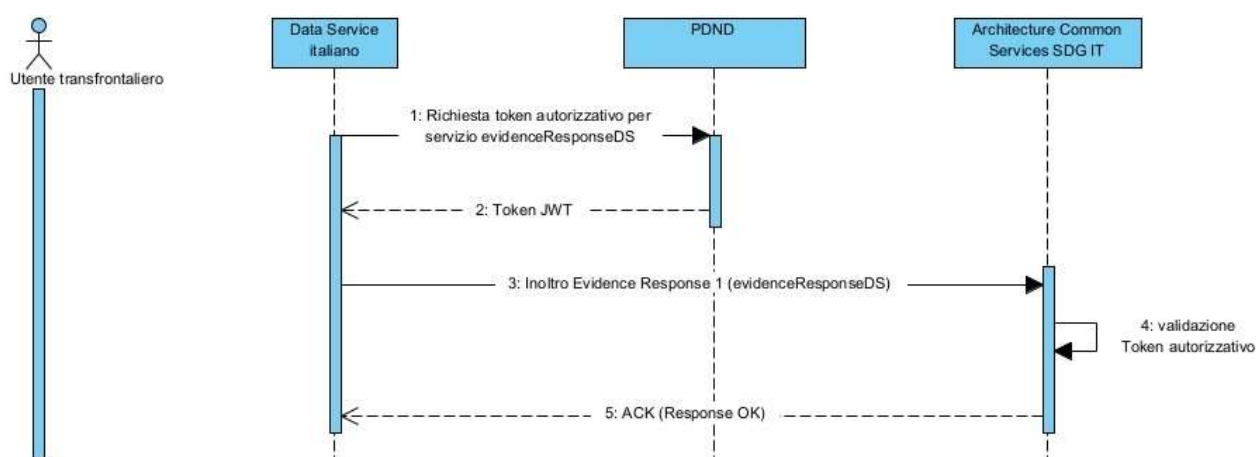 Data Service
italiano
PDND
Architecture Common
Services SDG IT
Utente transfrontaliero
1: Richiesta token autorizzativo per
servizio evidenceResponseDS
2: Token JWT
3: Inoltro Evidence Response 1 (evidenceResponseDS)
4: validazione
Token autorizzativo
5: ACK (Response OK)